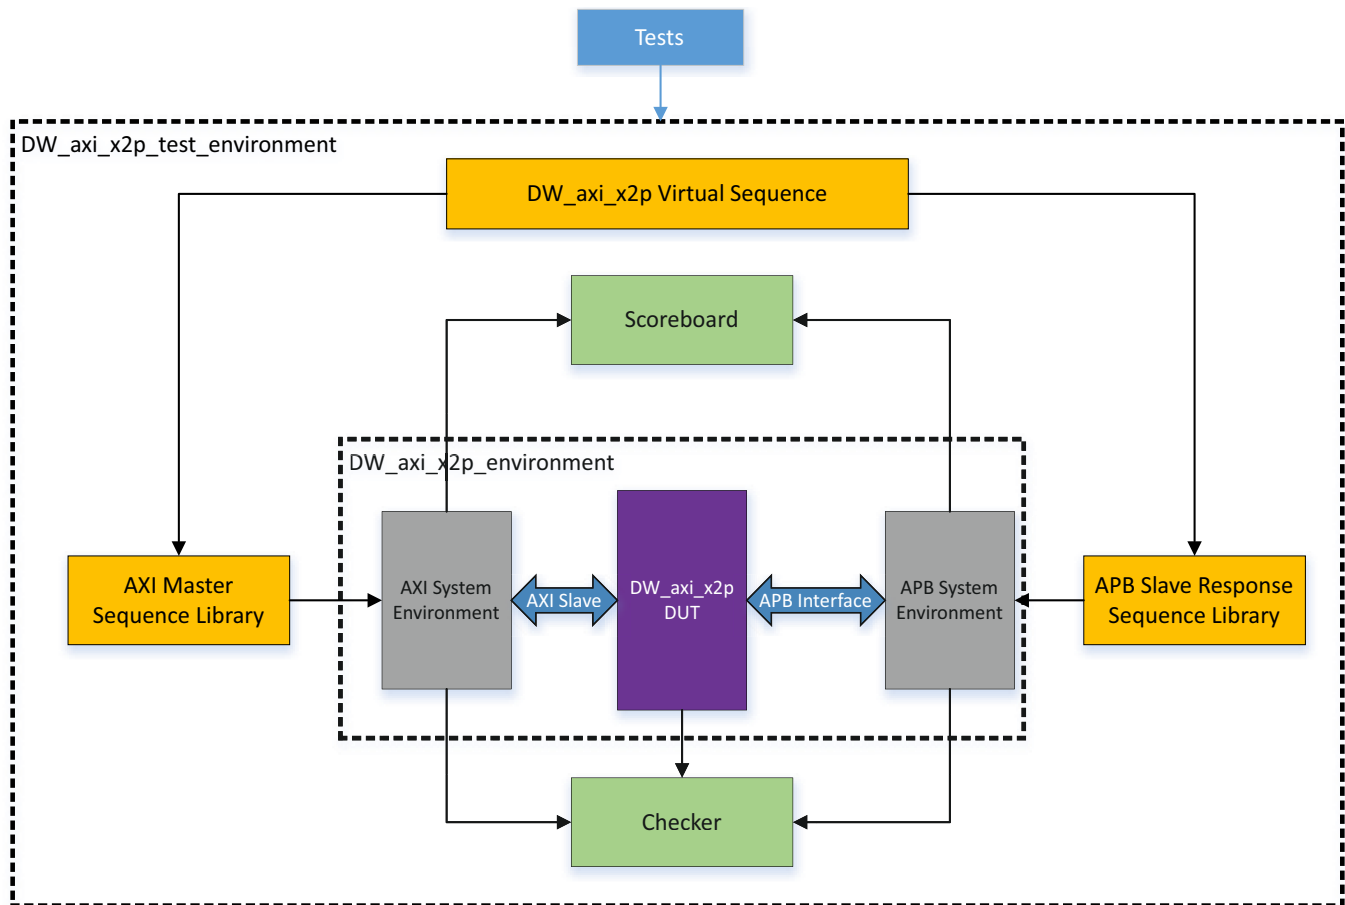 Tests
DW_axi_x2p_test_environment
DW_axi_x2p Virtual Sequence
Scoreboard
DW_axi_x2p_environment
AXI Master
Sequence Library
AXI System
Environment
AXI Slave
DW_axi_x2p
DUT
APB Interface
APB System
Environment
APB Slave Response
Sequence Library
Checker